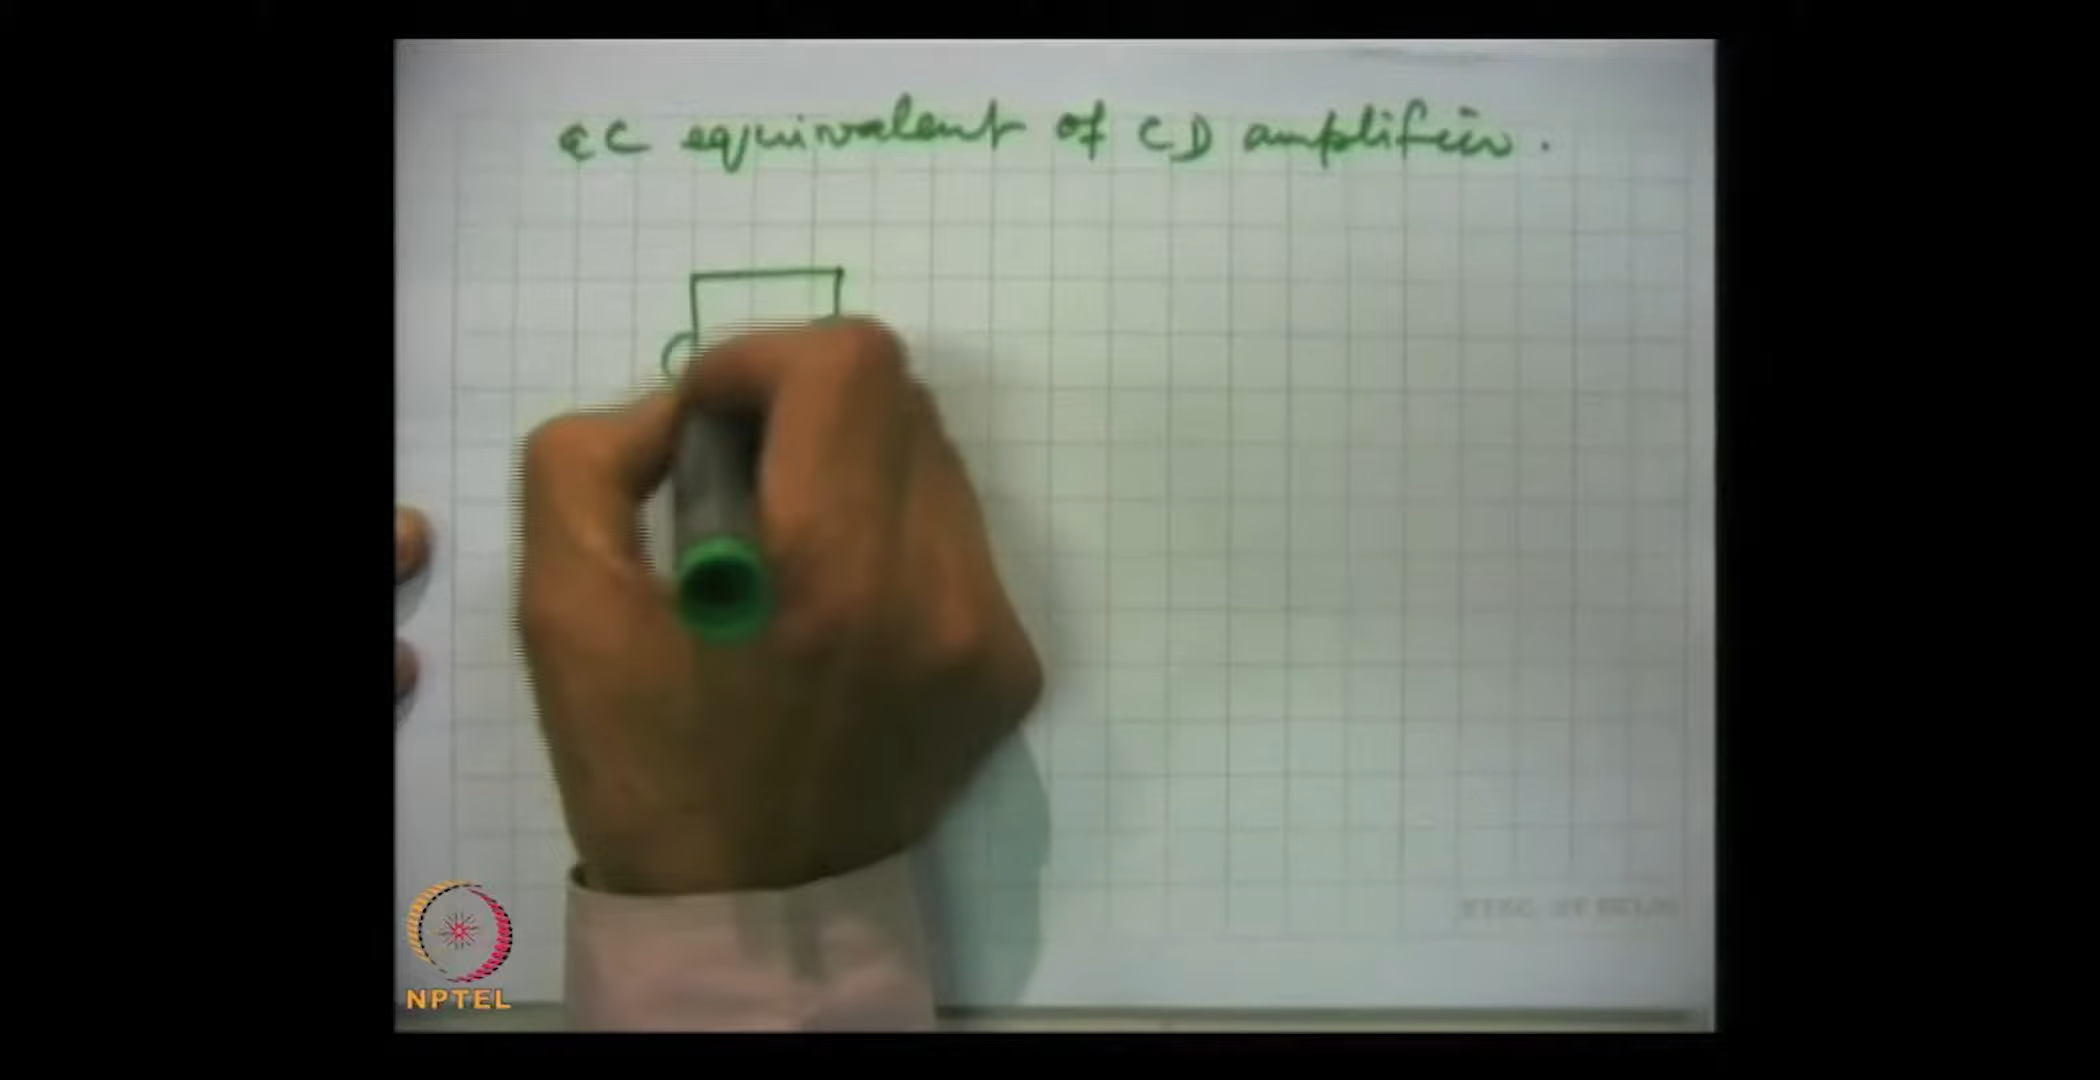 ac equivalent of CD amplifier.
NPTEL